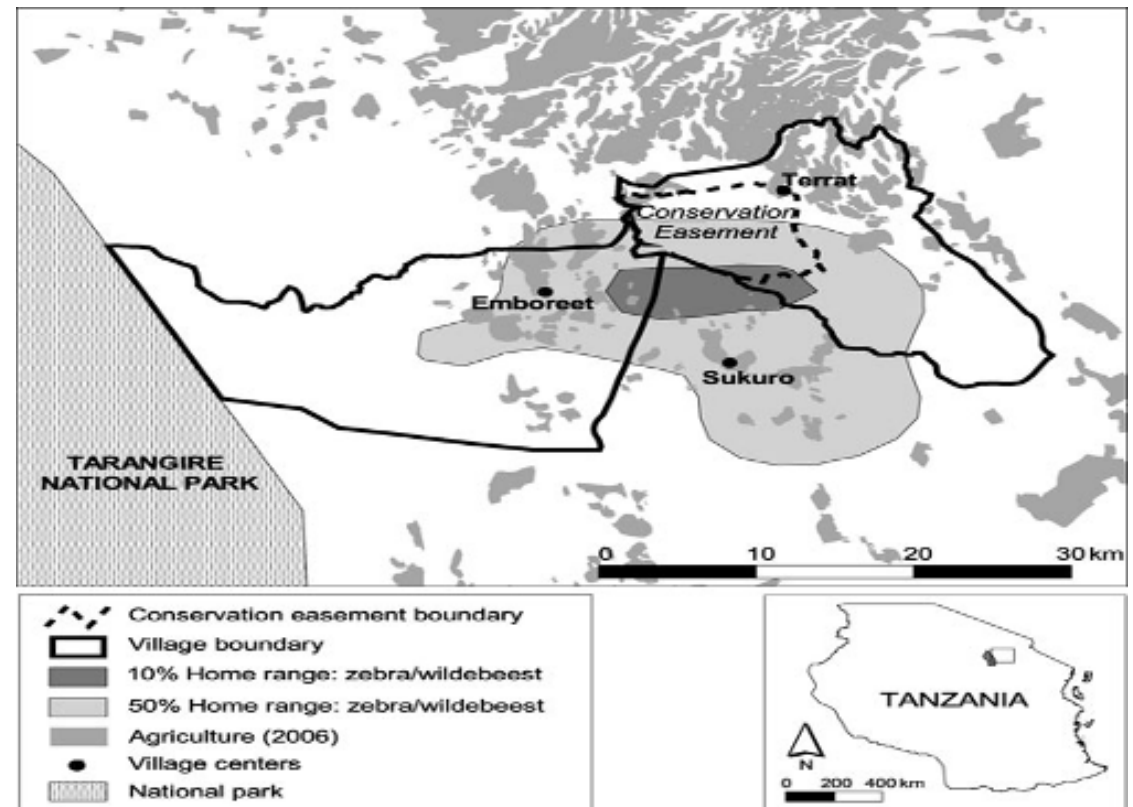 Terrat
Conservation
Easement
Emboreet
Sukuro
TARANGIRE
NATIONAL PARK
0 10 20 30 km
Conservation easement boundary
Village boundary
10% Home range: zebra/wildebeest
50% Home range: zebra/wildebeest
Agriculture (2006)
Village centers
National park
TANZANIA
N
0 200 400 km